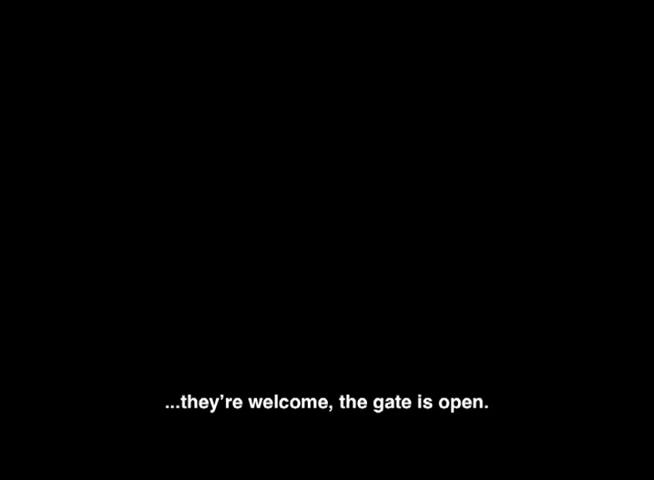 ...they're welcome, the gate is open.